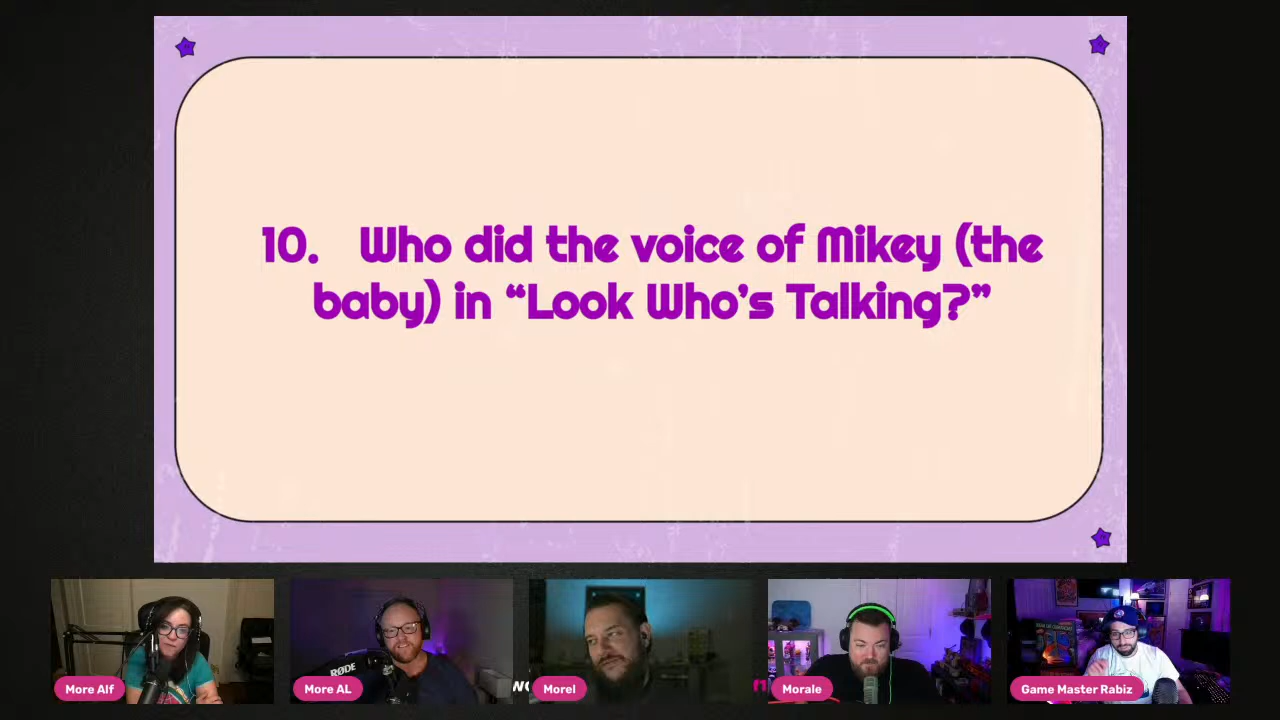 10. Who did the voice of Mikey (the
baby) in “Look Who’s Talking?”
RØDE
More Alf
More AL
Morel
Morale
Game Master Rabiz